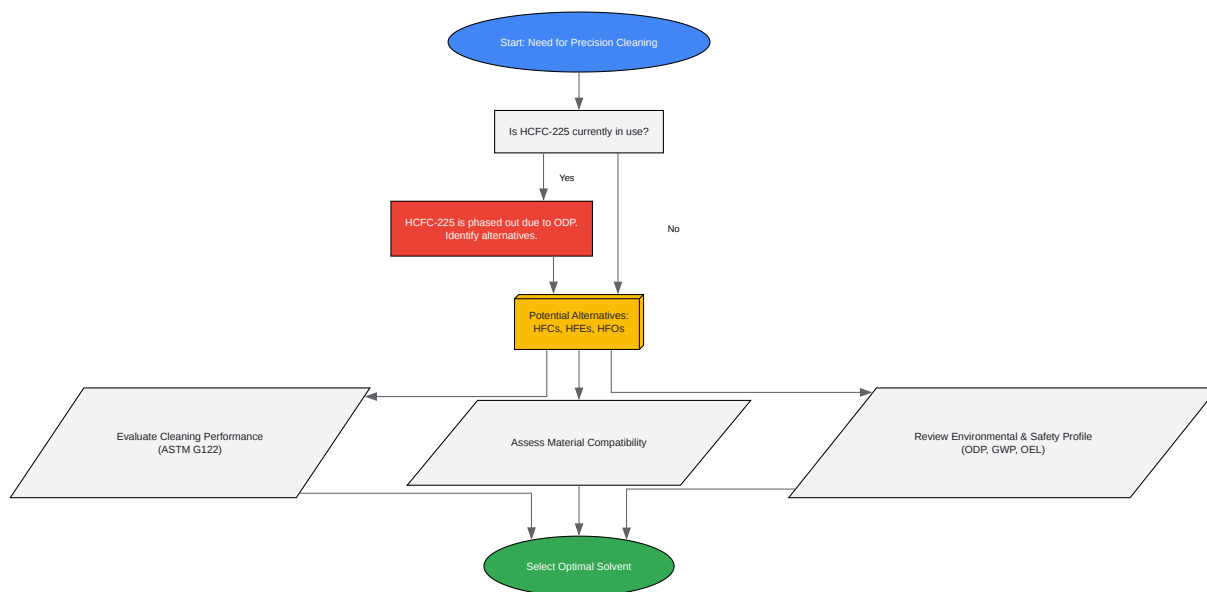 Start: Need for Precision Cleaning
Is HCFC-225 currently in use?
Yes
HCFC-225 is phased out due to ODP.
Identify alternatives.
No
Potential Alternatives:
HFCs, HFEs, HFOs
Evaluate Cleaning Performance
(ASTM G122)
Assess Material Compatibility
Review Environmental & Safety Profile
(ODP, GWP, OEL)
Select Optimal Solvent